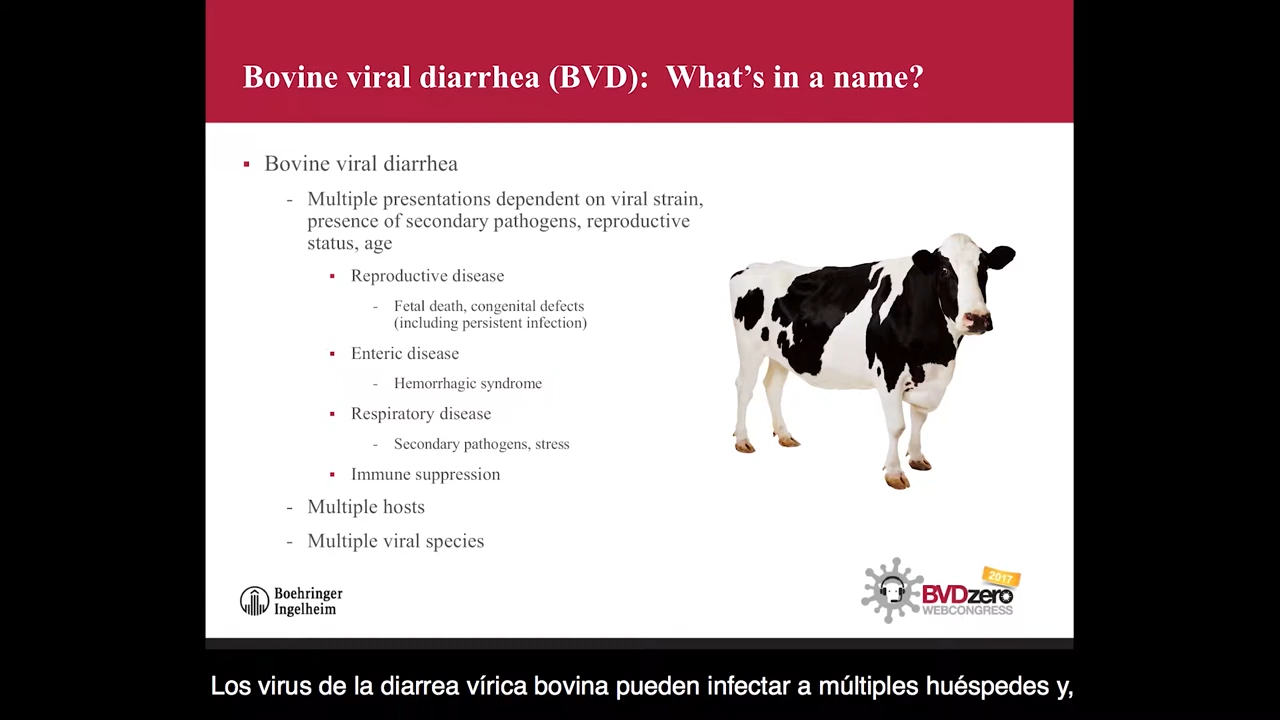 Bovine viral diarrhea (BVD):  What's in a name?
▪ Bovine viral diarrhea
- Multiple presentations dependent on viral strain,
presence of secondary pathogens, reproductive
status, age
▪ Reproductive disease
- Fetal death, congenital defects
(including persistent infection)
▪ Enteric disease
- Hemorrhagic syndrome
▪ Respiratory disease
- Secondary pathogens, stress
▪ Immune suppression
- Multiple hosts
- Multiple viral species
Boehringer
Ingelheim
2017
BVDzero
WEBCONGRESS
Los virus de la diarrea vírica bovina pueden infectar a múltiples huéspedes y,